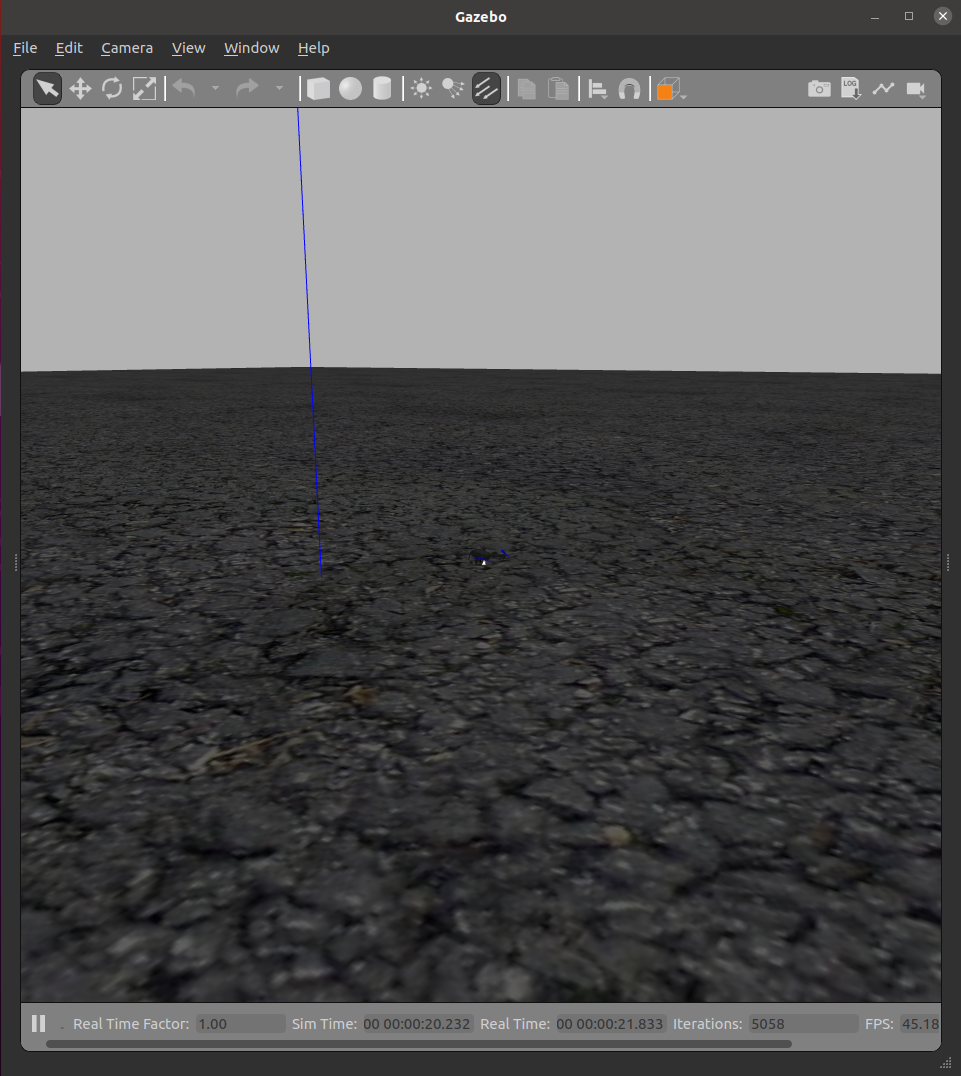 Gazebo
File Edit Camera View Window Help
LOG
Real Time Factor: 1.00 Sim Time: 00 00:00:20.232 Real Time: 00 00:00:21.833 Iterations: 5058 FPS: 45.18